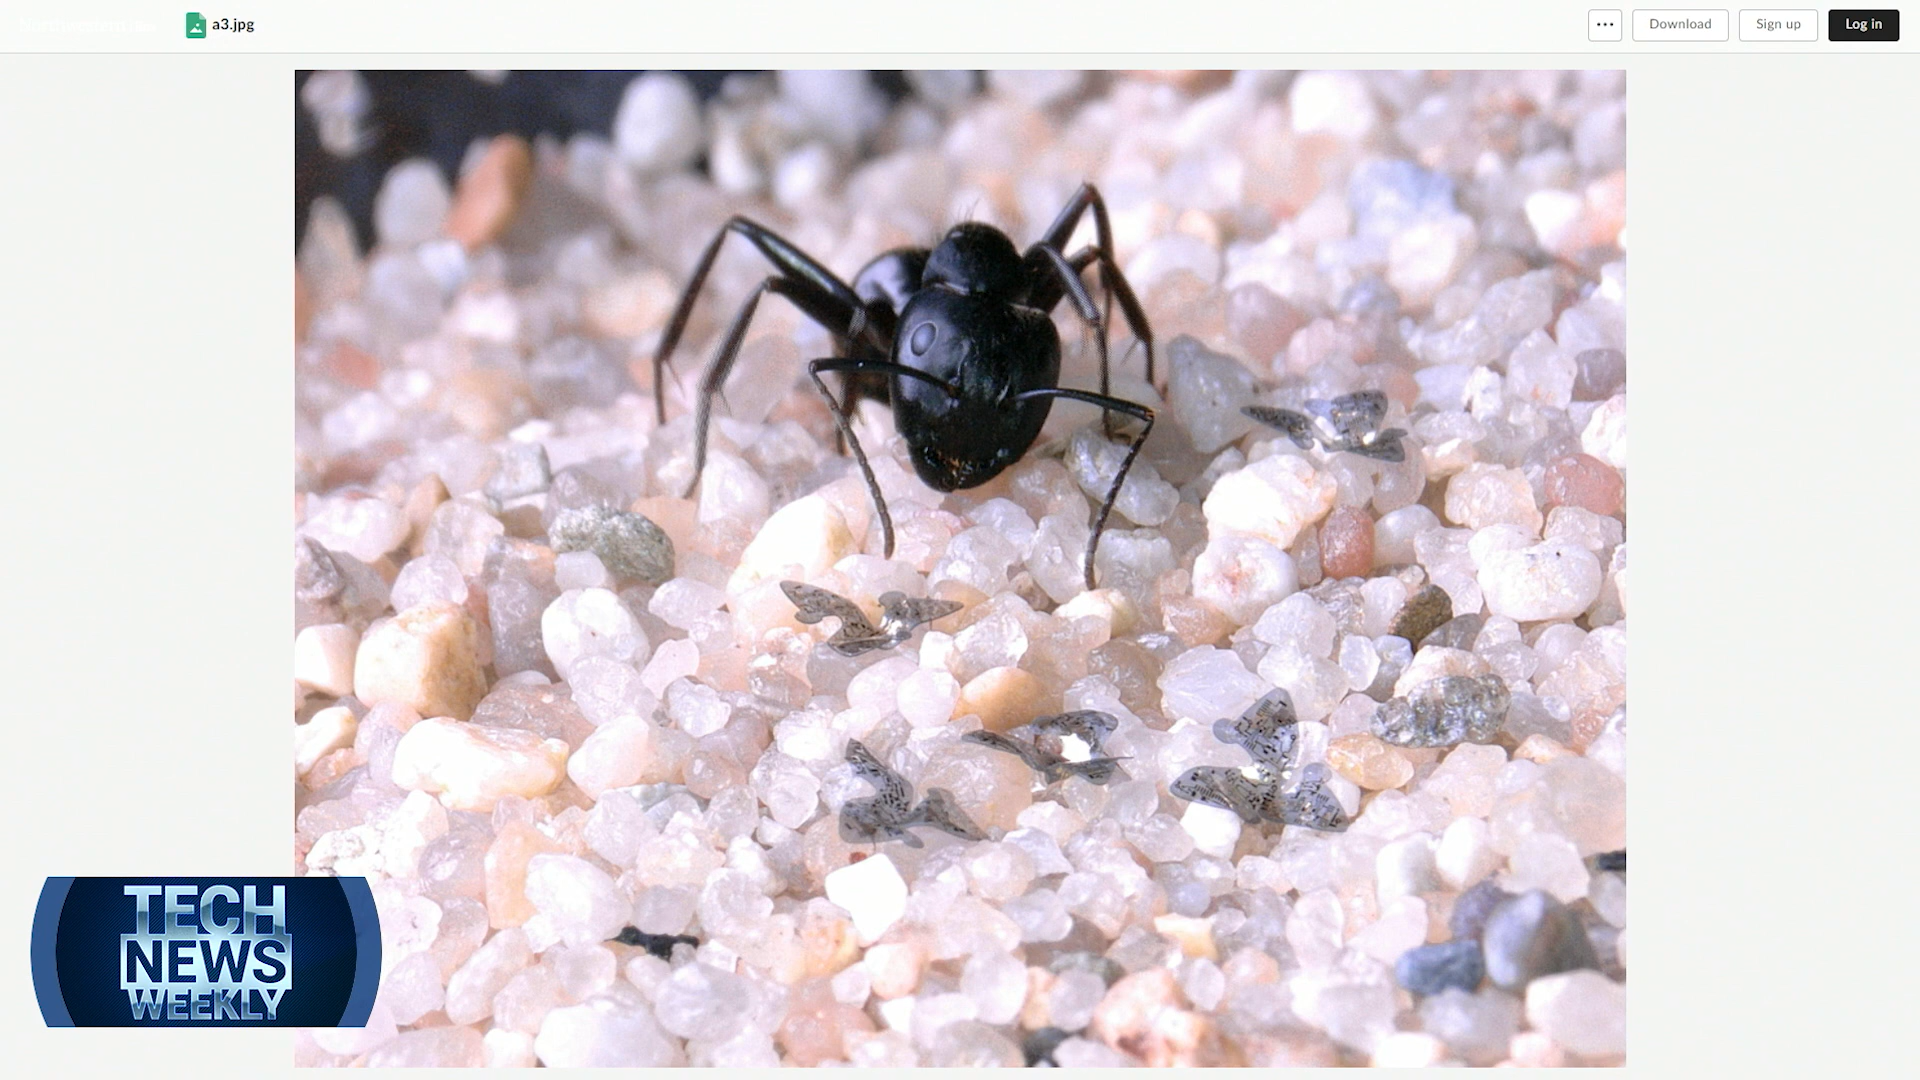 a3.jpg
Download
Sign up
Log in
TECH
NEWS
WEEKLY